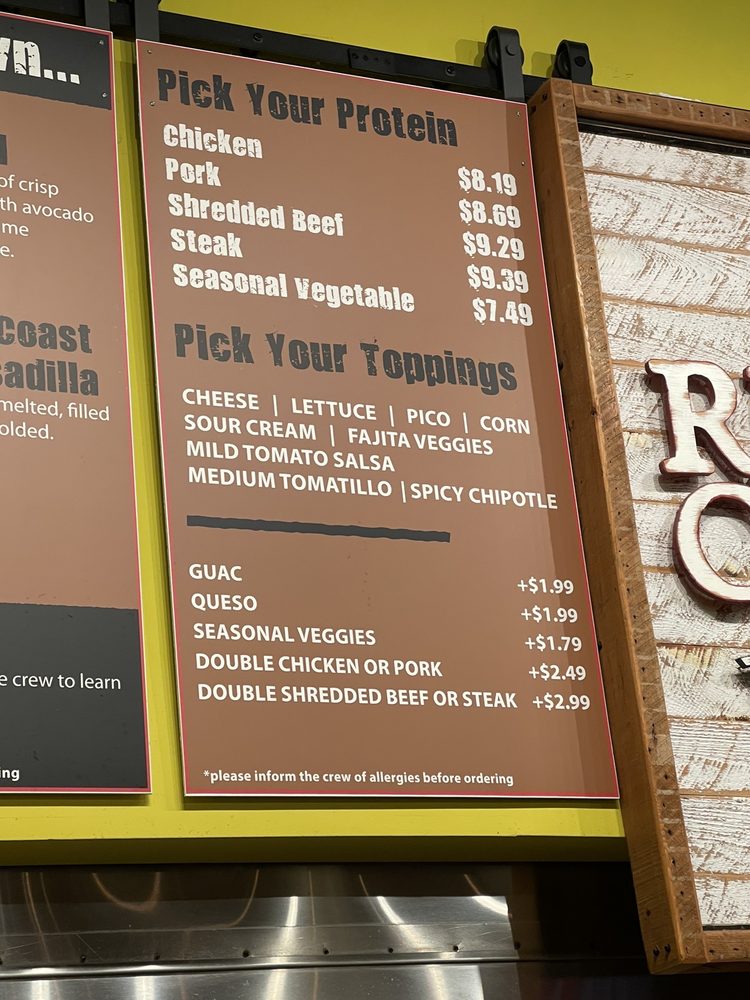 wn...
of crisp
th avocado
me
e.
coast
sadilla
melted, filled
olded.
e crew to learn
ing
Pick Your Protein
Chicken $8.19
Pork $8.69
Shredded Beef $9.29
Steak $9.39
Seasonal Vegetable $7.49
Pick Your Toppings
CHEESE | LETTUCE | PICO | CORN
SOUR CREAM | FAJITA VEGGIES
MILD TOMATO SALSA
MEDIUM TOMATILLO | SPICY CHIPOTLE
GUAC +$1.99
QUESO +$1.99
SEASONAL VEGGIES +$1.79
DOUBLE CHICKEN OR PORK +$2.49
DOUBLE SHREDDED BEEF OR STEAK +$2.99
*please inform the crew of allergies before ordering
R